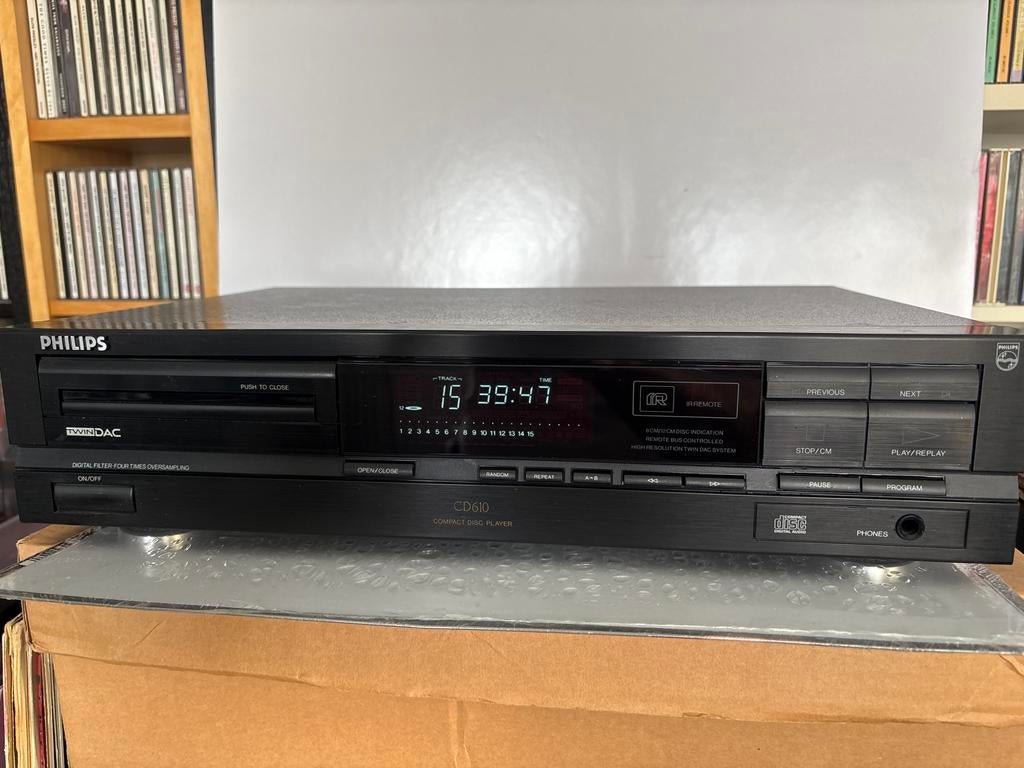 PHILIPS
PHILIPS
PUSH TO CLOSE
TWIN DAC
TRACK
TIME
15 39:47
12
1 2 3 4 5 6 7 8 9 10 11 12 13 14 15
IR
IR REMOTE
8CM/12CM DISC INDICATION
REMOTE BUS CONTROLLED
HIGH RESOLUTION TWIN DAC SYSTEM
PREVIOUS
NEXT
STOP/CM
PLAY/REPLAY
DIGITAL FILTER·FOUR TIMES OVERSAMPLING
ON/OFF
OPEN/CLOSE
RANDOM
REPEAT
A–B
PAUSE
PROGRAM
CD610
COMPACT DISC PLAYER
COMPACT
disc
DIGITAL AUDIO
PHONES